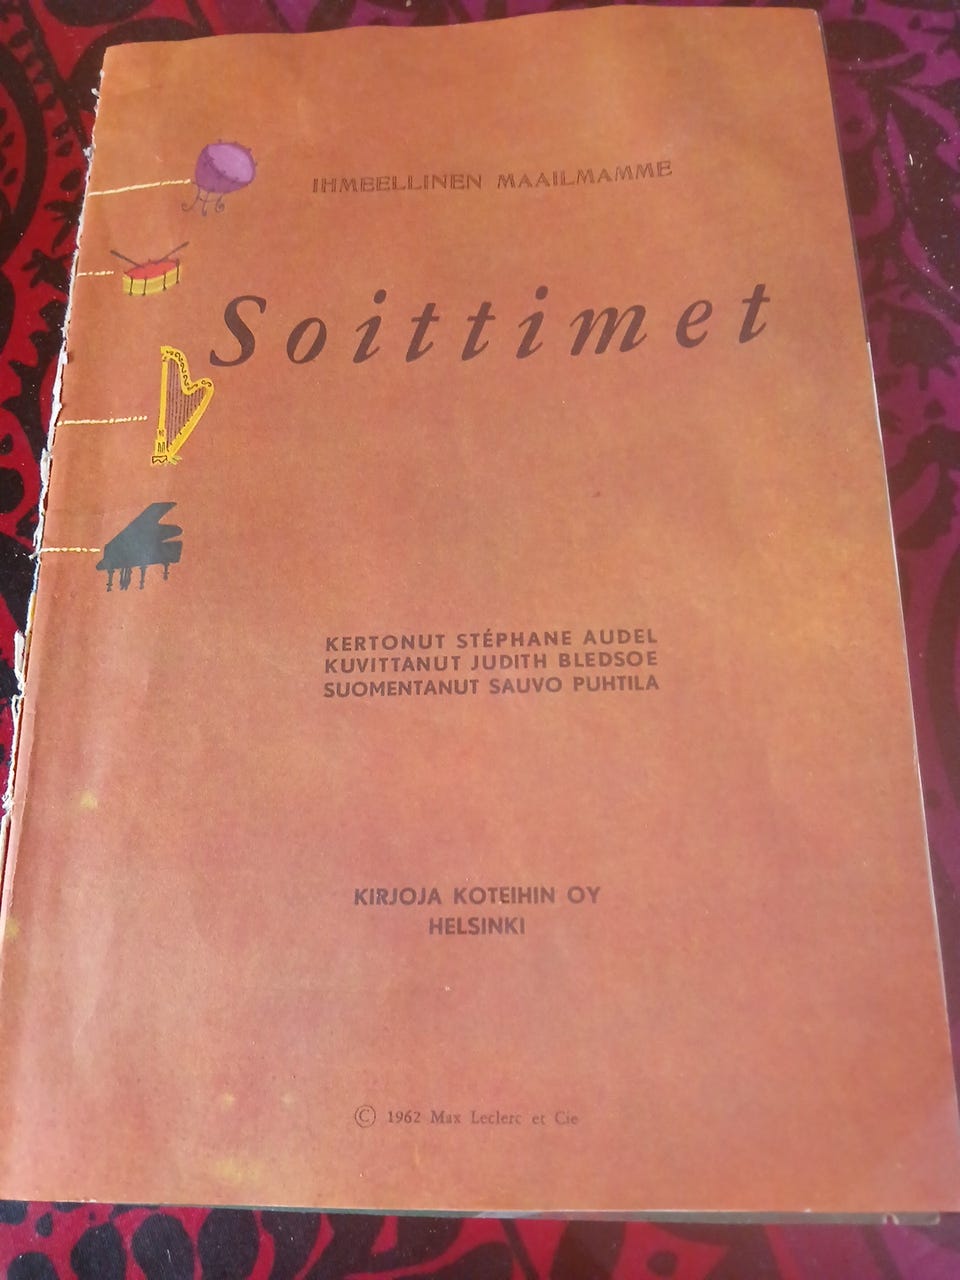 IHMEELLINEN MAAILMAMME
Soittimet
KERTONUT STÉPHANE AUDEL
KUVITTANUT JUDITH BLEDSOE
SUOMENTANUT SAUVO PUHTILA
KIRJOJA KOTEIHIN OY
HELSINKI
© 1962 Max Leclerc et Cie